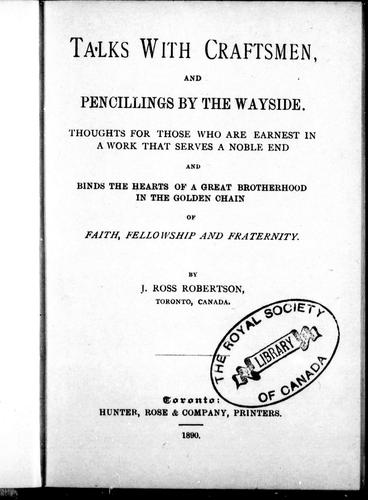 TALKS WITH CRAFTSMEN,
AND
PENCILLINGS BY THE WAYSIDE.
THOUGHTS FOR THOSE WHO ARE EARNEST IN
A WORK THAT SERVES A NOBLE END
AND
BINDS THE HEARTS OF A GREAT BROTHERHOOD
IN THE GOLDEN CHAIN
OF
FAITH, FELLOWSHIP AND FRATERNITY.
BY
J. ROSS ROBERTSON,
TORONTO, CANADA.
THE ROYAL SOCIETY
LIBRARY
OF CANADA
Toronto:
HUNTER, ROSE & COMPANY, PRINTERS.
1890.